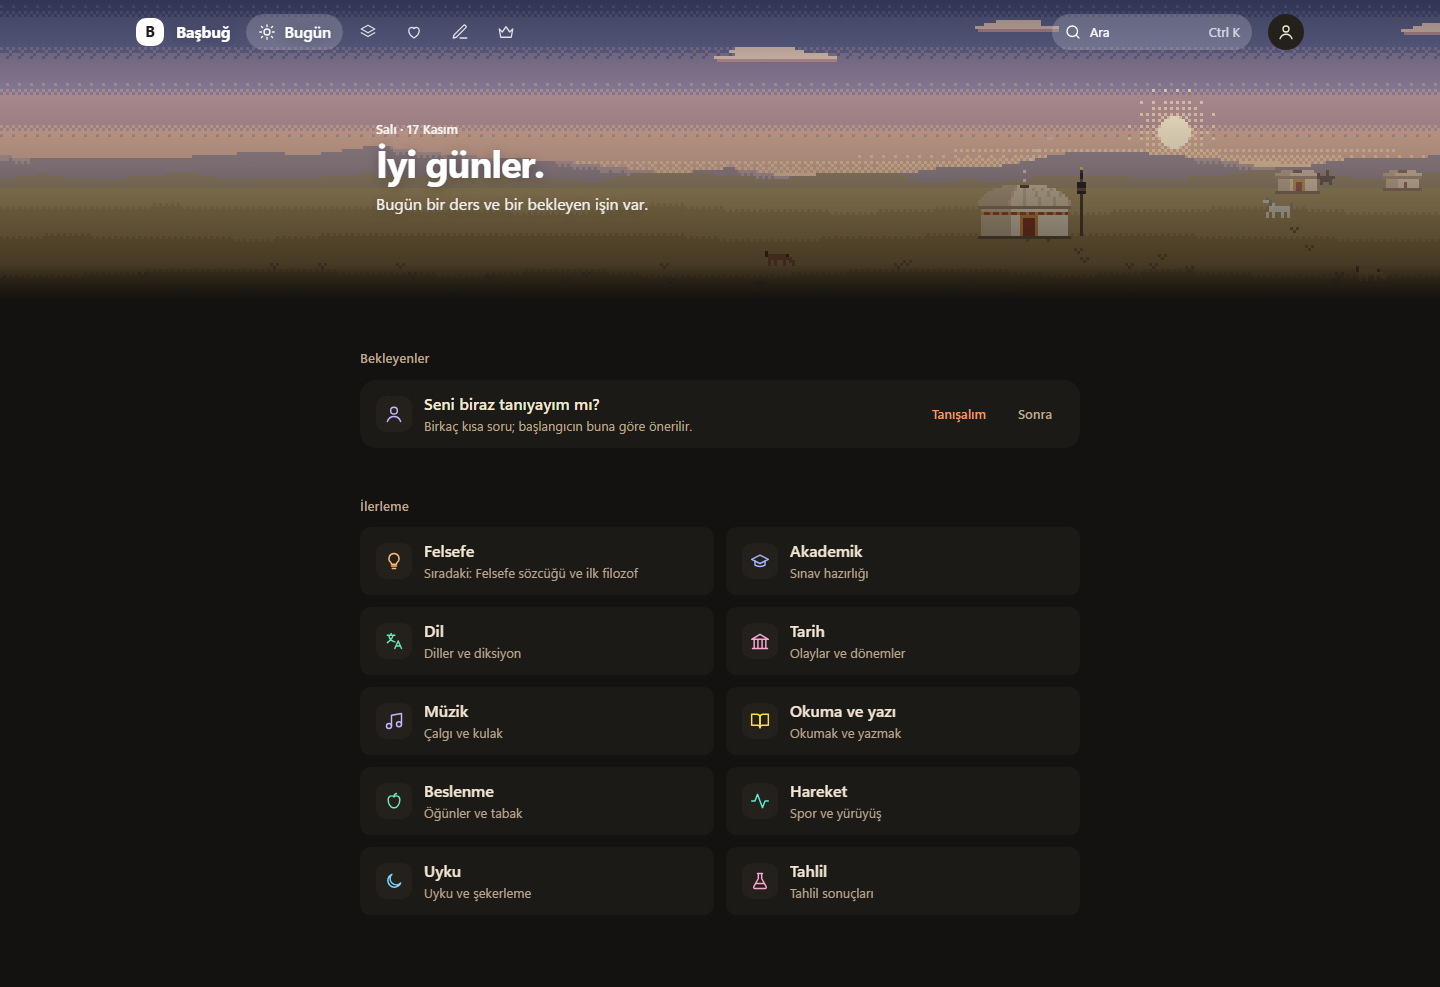 B Başbuğ Bugün Ara Ctrl K
Salı · 17 Kasım
İyi günler.
Bugün bir ders ve bir bekleyen işin var.
Bekleyenler
Seni biraz tanıyayım mı?
Birkaç kısa soru; başlangıcın buna göre önerilir.
Tanışalım Sonra
İlerleme
Felsefe
Sıradaki: Felsefe sözcüğü ve ilk filozof
Akademik
Sınav hazırlığı
Dil
Diller ve diksiyon
Tarih
Olaylar ve dönemler
Müzik
Çalgı ve kulak
Okuma ve yazı
Okumak ve yazmak
Beslenme
Öğünler ve tabak
Hareket
Spor ve yürüyüş
Uyku
Uyku ve şekerleme
Tahlil
Tahlil sonuçları